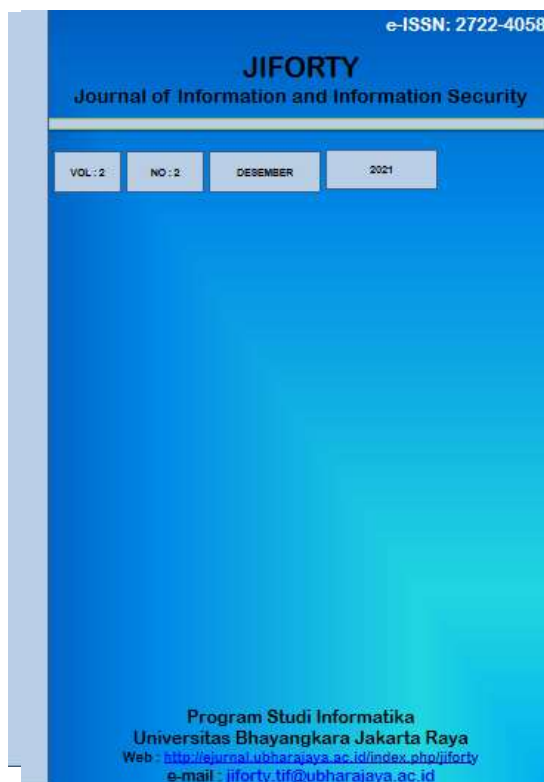 e-ISSN: 2722-4058
JIFORTY
Journal of Information and Information Security
VOL : 2
NO : 2
DESEMBER
2021
Program Studi Informatika
Universitas Bhayangkara Jakarta Raya
Web : http://ejurnal.ubharajaya.ac.id/index.php/jiforty
e-mail : jiforty.tif@ubharajaya.ac.id